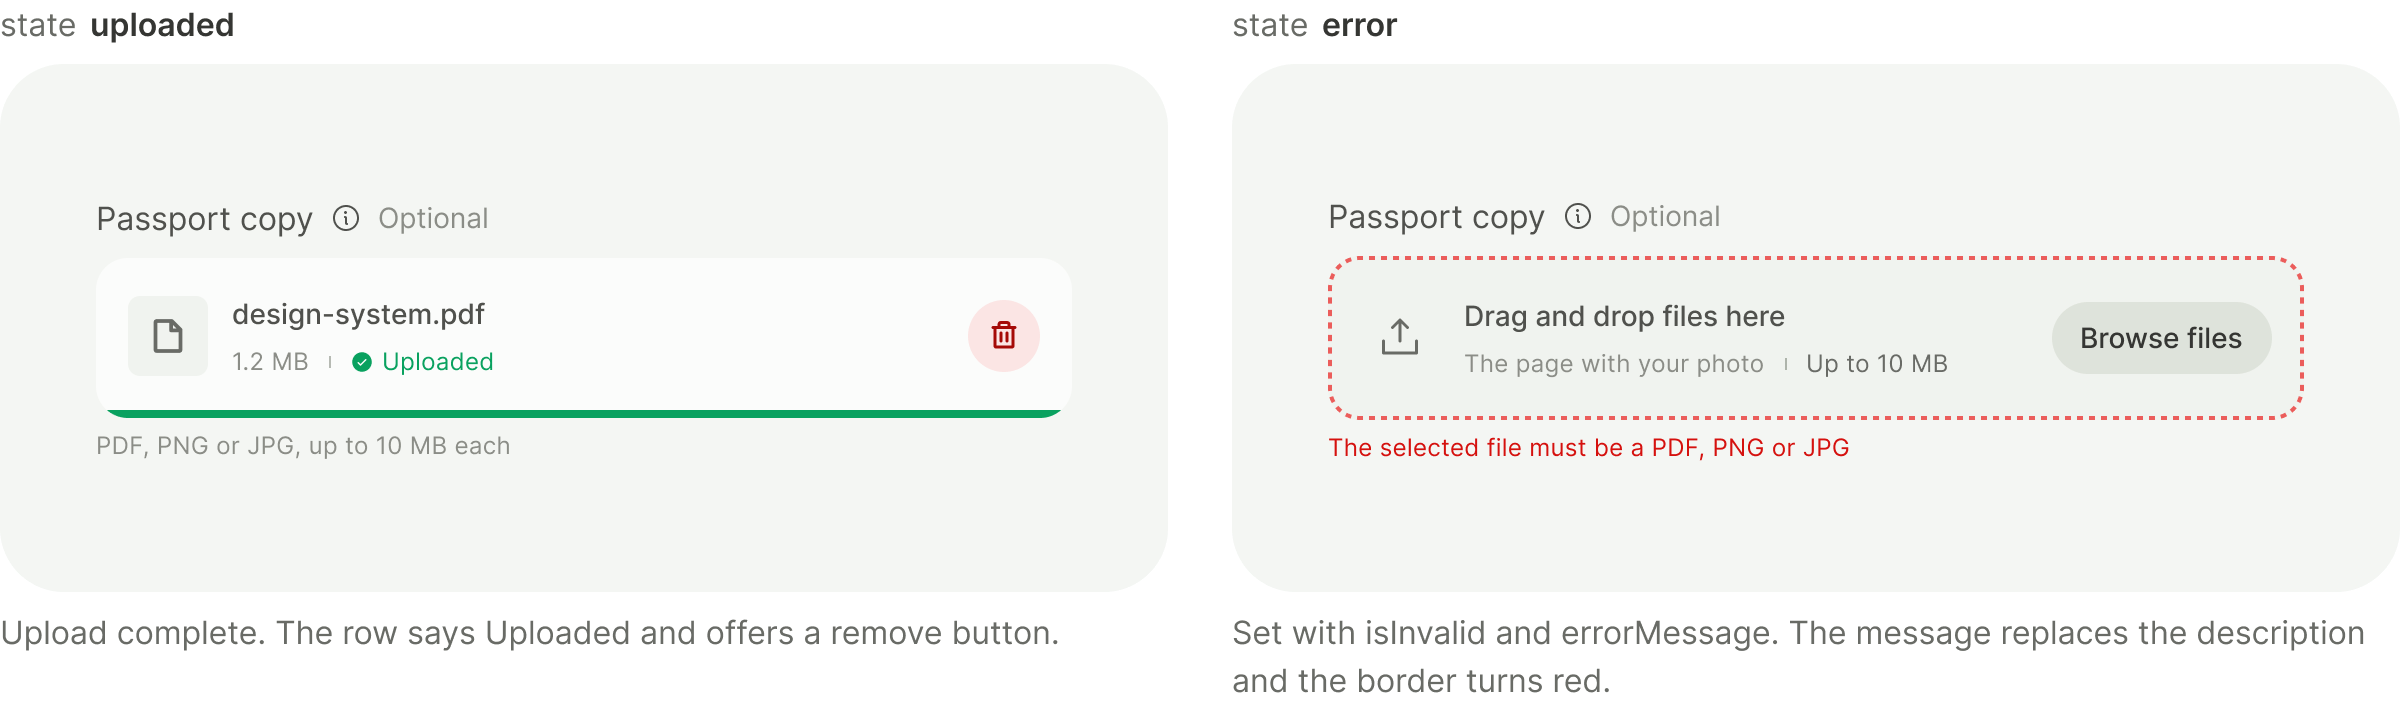 state uploaded
Passport copy Optional
design-system.pdf
1.2 MB Uploaded
PDF, PNG or JPG, up to 10 MB each
Upload complete. The row says Uploaded and offers a remove button.
state error
Passport copy Optional
Drag and drop files here
The page with your photo Up to 10 MB
Browse files
The selected file must be a PDF, PNG or JPG
Set with isInvalid and errorMessage. The message replaces the description
and the border turns red.